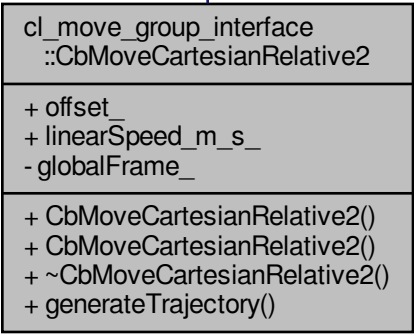 cl_move_group_interface
::CbMoveCartesianRelative2
+ offset_
+ linearSpeed_m_s_
- globalFrame_
+ CbMoveCartesianRelative2()
+ CbMoveCartesianRelative2()
+ ~CbMoveCartesianRelative2()
+ generateTrajectory()